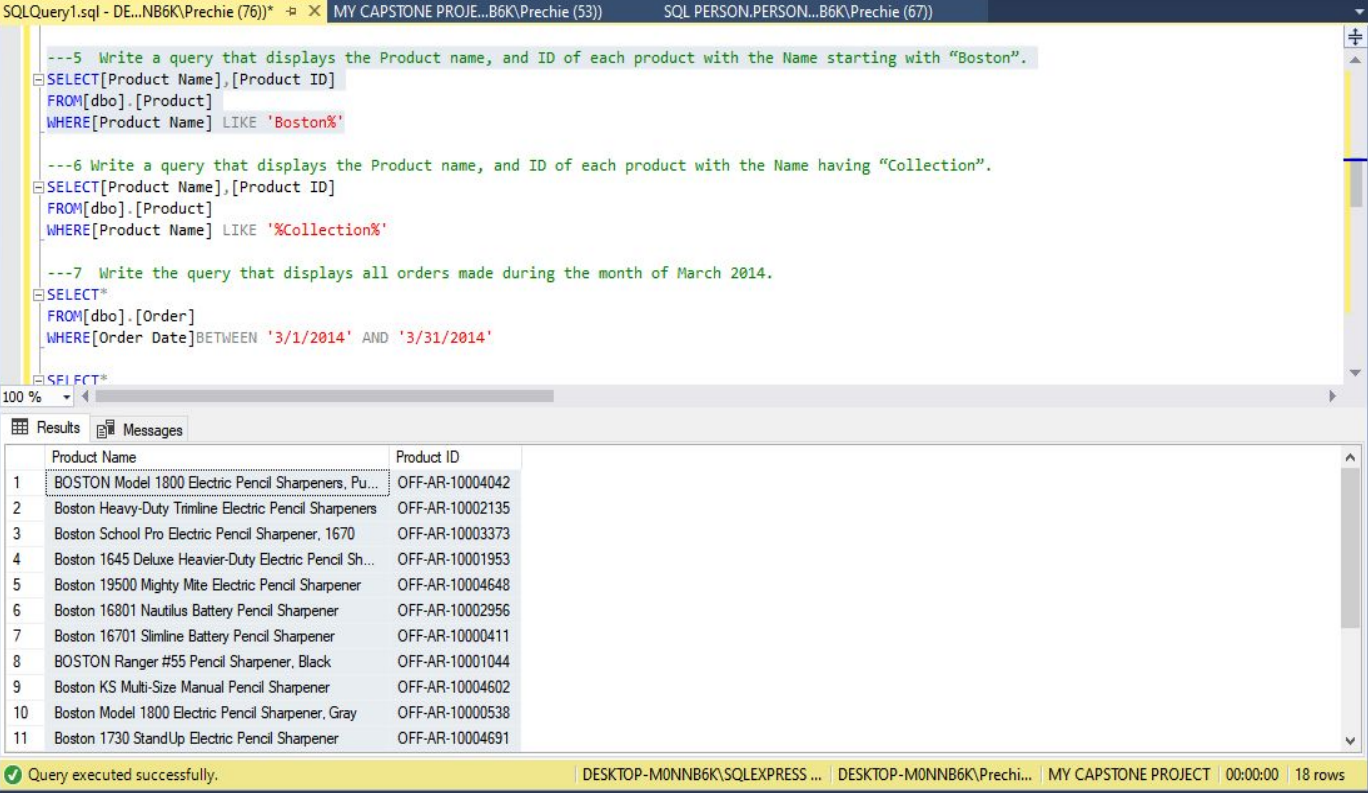 SQLQuery1.sql - DE...NB6K\Prechie (76))* MY CAPSTONE PROJE...B6K\Prechie (53)) SQL PERSON.PERSON...B6K\Prechie (67))
---5  Write a query that displays the Product name, and ID of each product with the Name starting with “Boston”.
SELECT[Product Name],[Product ID]
FROM[dbo].[Product]
WHERE[Product Name] LIKE 'Boston%'
---6 Write a query that displays the Product name, and ID of each product with the Name having “Collection”.
SELECT[Product Name],[Product ID]
FROM[dbo].[Product]
WHERE[Product Name] LIKE '%Collection%'
---7  Write the query that displays all orders made during the month of March 2014.
SELECT*
FROM[dbo].[Order]
WHERE[Order Date]BETWEEN '3/1/2014' AND '3/31/2014'
SELECT*
100 %
Results Messages
Product Name Product ID
1 BOSTON Model 1800 Electric Pencil Sharpeners, Pu... OFF-AR-10004042
2 Boston Heavy-Duty Trimline Electric Pencil Sharpeners OFF-AR-10002135
3 Boston School Pro Electric Pencil Sharpener, 1670 OFF-AR-10003373
4 Boston 1645 Deluxe Heavier-Duty Electric Pencil Sh... OFF-AR-10001953
5 Boston 19500 Mighty Mite Electric Pencil Sharpener OFF-AR-10004648
6 Boston 16801 Nautilus Battery Pencil Sharpener OFF-AR-10002956
7 Boston 16701 Slimline Battery Pencil Sharpener OFF-AR-10000411
8 BOSTON Ranger #55 Pencil Sharpener, Black OFF-AR-10001044
9 Boston KS Multi-Size Manual Pencil Sharpener OFF-AR-10004602
10 Boston Model 1800 Electric Pencil Sharpener, Gray OFF-AR-10000538
11 Boston 1730 StandUp Electric Pencil Sharpener OFF-AR-10004691
Query executed successfully. DESKTOP-M0NNB6K\SQLEXPRESS ... DESKTOP-M0NNB6K\Prechi... MY CAPSTONE PROJECT 00:00:00 18 rows